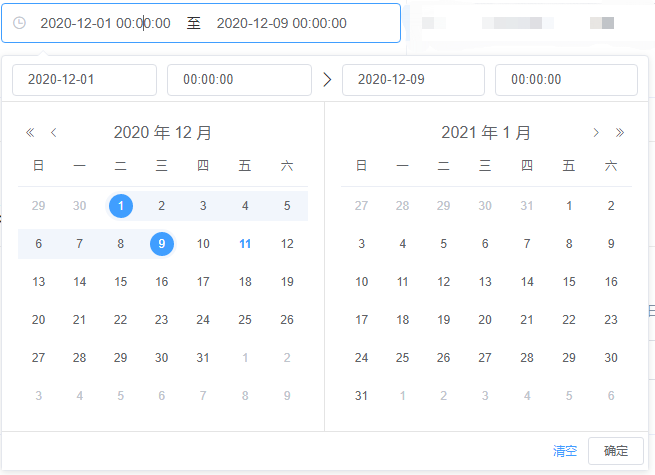 2020-12-01 00:00:00 至 2020-12-09 00:00:00
2020-12-01 00:00:00 2020-12-09 00:00:00
2020 年 12 月 2021 年 1 月
日 一 二 三 四 五 六 日 一 二 三 四 五 六
29 30 1 2 3 4 5 27 28 29 30 31 1 2
6 7 8 9 10 11 12 3 4 5 6 7 8 9
13 14 15 16 17 18 19 10 11 12 13 14 15 16
20 21 22 23 24 25 26 17 18 19 20 21 22 23
27 28 29 30 31 1 2 24 25 26 27 28 29 30
3 4 5 6 7 8 9 31 1 2 3 4 5 6
清空 确定